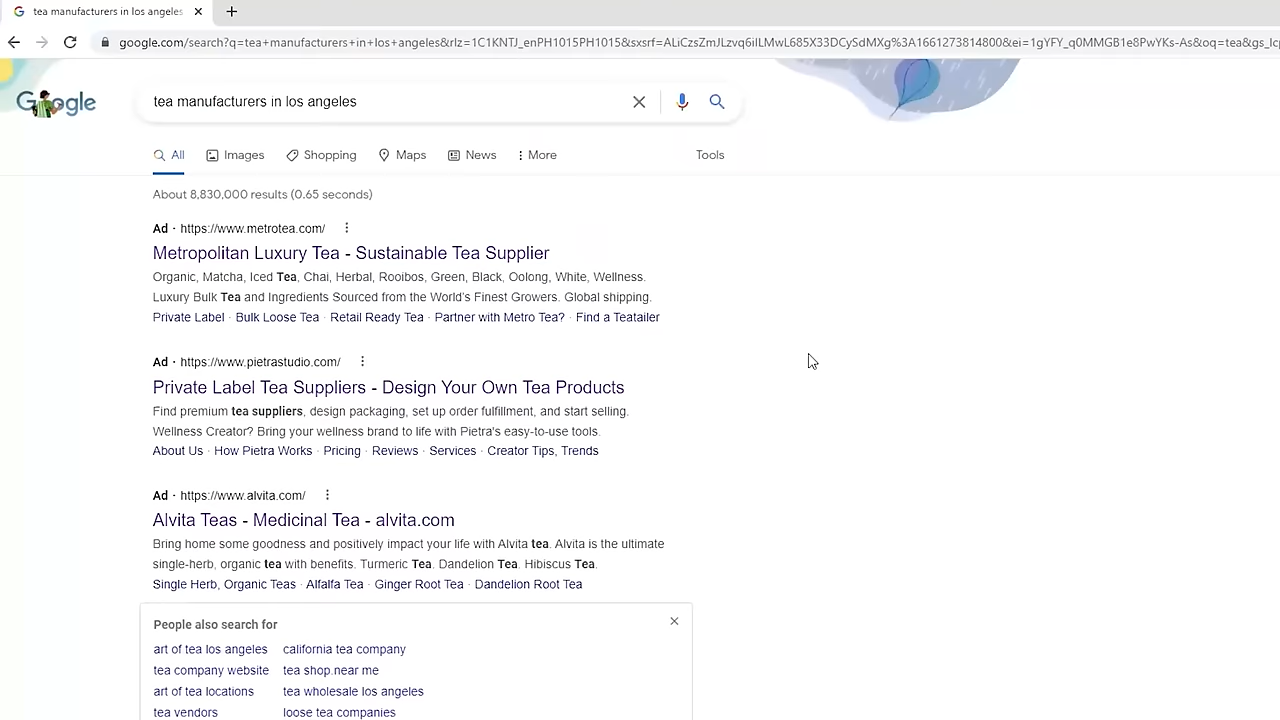 tea manufacturers in los angeles
google.com/search?q=tea+manufacturers+in+los+angeles&rlz=1C1KNTJ_enPH1015PH1015&sxsrf=ALiCzsZmJLzvq6ilLMwL685X33DCySdMXg%3A1661273814800&ei=1gYFY_q0MMGB1e8PwYKs-As&oq=tea&gs_lcp
Google
tea manufacturers in los angeles
All Images Shopping Maps News More Tools
About 8,830,000 results (0.65 seconds)
Ad · https://www.metrotea.com/
Metropolitan Luxury Tea - Sustainable Tea Supplier
Organic, Matcha, Iced Tea, Chai, Herbal, Rooibos, Green, Black, Oolong, White, Wellness.
Luxury Bulk Tea and Ingredients Sourced from the World's Finest Growers. Global shipping.
Private Label · Bulk Loose Tea · Retail Ready Tea · Partner with Metro Tea? · Find a Teatailer
Ad · https://www.pietrastudio.com/
Private Label Tea Suppliers - Design Your Own Tea Products
Find premium tea suppliers, design packaging, set up order fulfillment, and start selling.
Wellness Creator? Bring your wellness brand to life with Pietra's easy-to-use tools.
About Us · How Pietra Works · Pricing · Reviews · Services · Creator Tips, Trends
Ad · https://www.alvita.com/
Alvita Teas - Medicinal Tea - alvita.com
Bring home some goodness and positively impact your life with Alvita tea. Alvita is the ultimate
single-herb, organic tea with benefits. Turmeric Tea. Dandelion Tea. Hibiscus Tea.
Single Herb, Organic Teas · Alfalfa Tea · Ginger Root Tea · Dandelion Root Tea
People also search for
art of tea los angeles california tea company
tea company website tea shop near me
art of tea locations tea wholesale los angeles
tea vendors loose tea companies